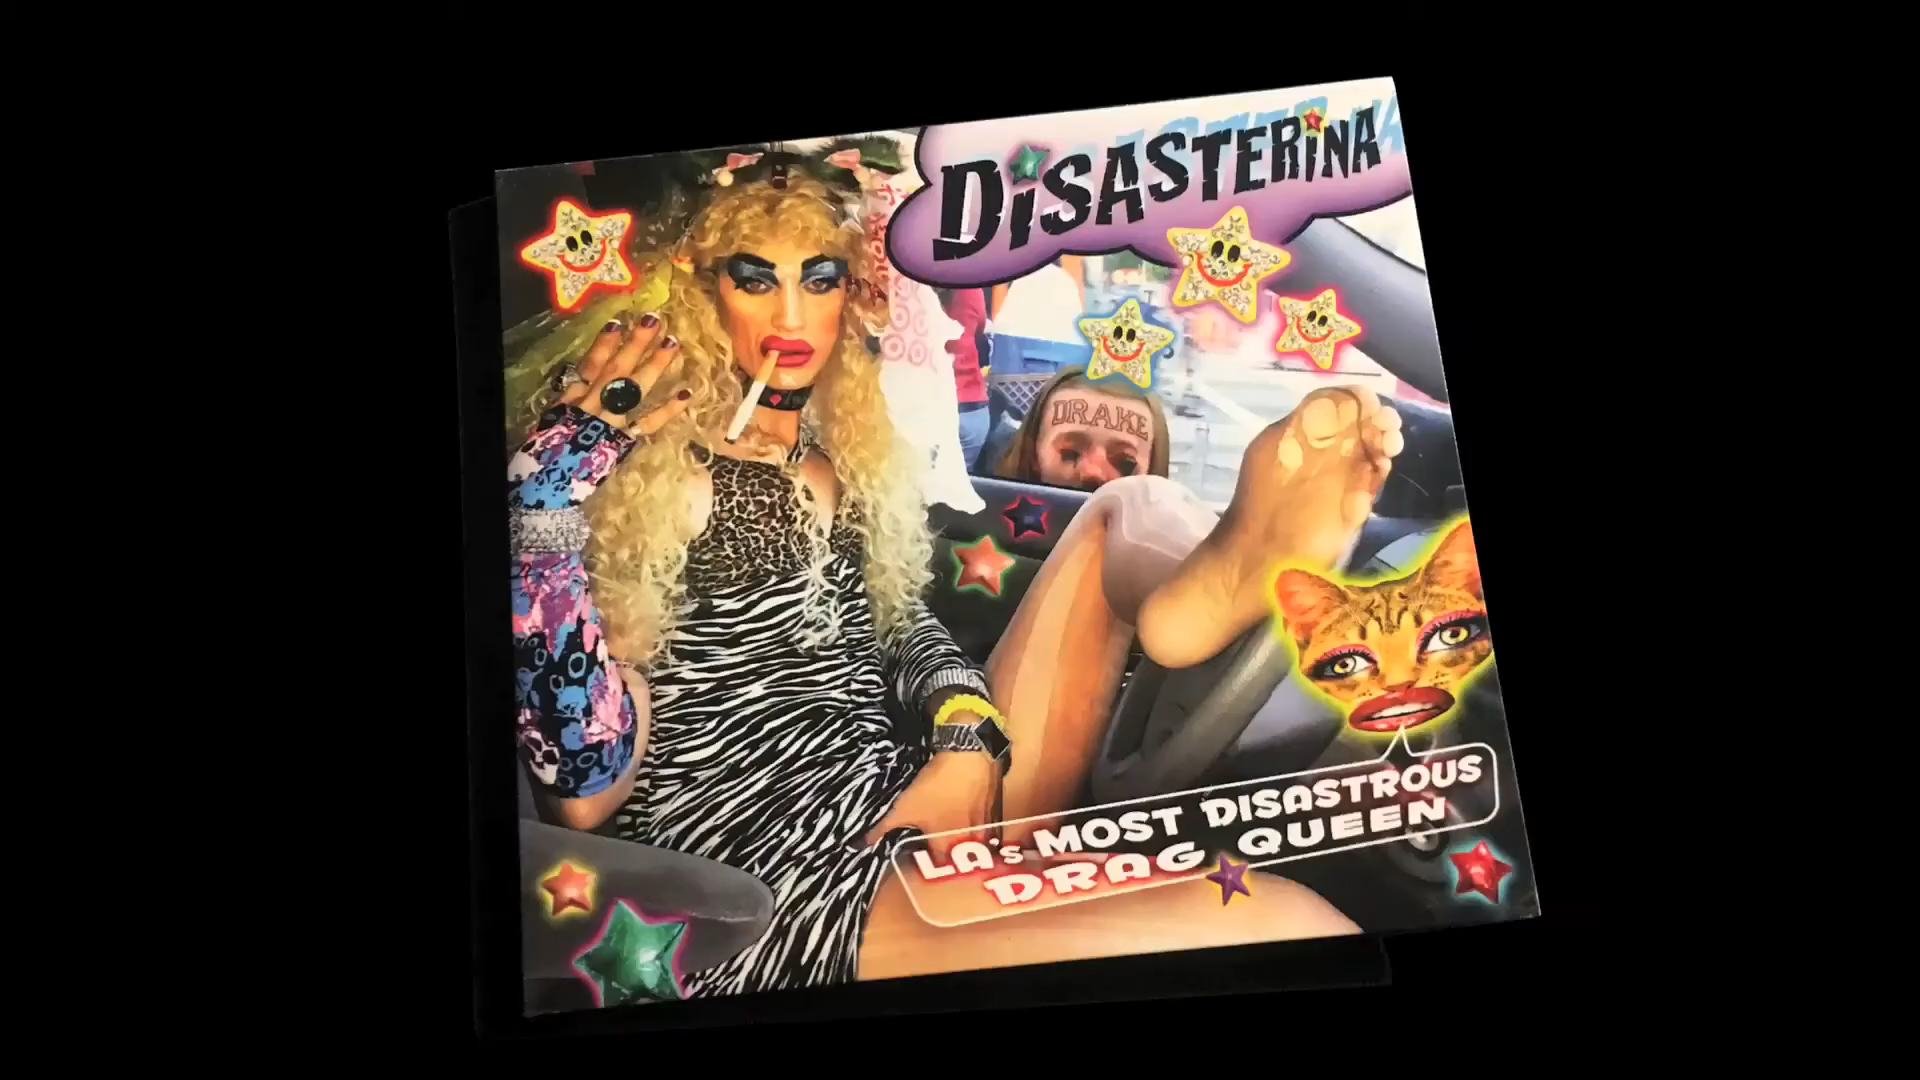 DiSASTERiNA
DRAKE
LA's MOST DISASTROUS
DRAG QUEEN